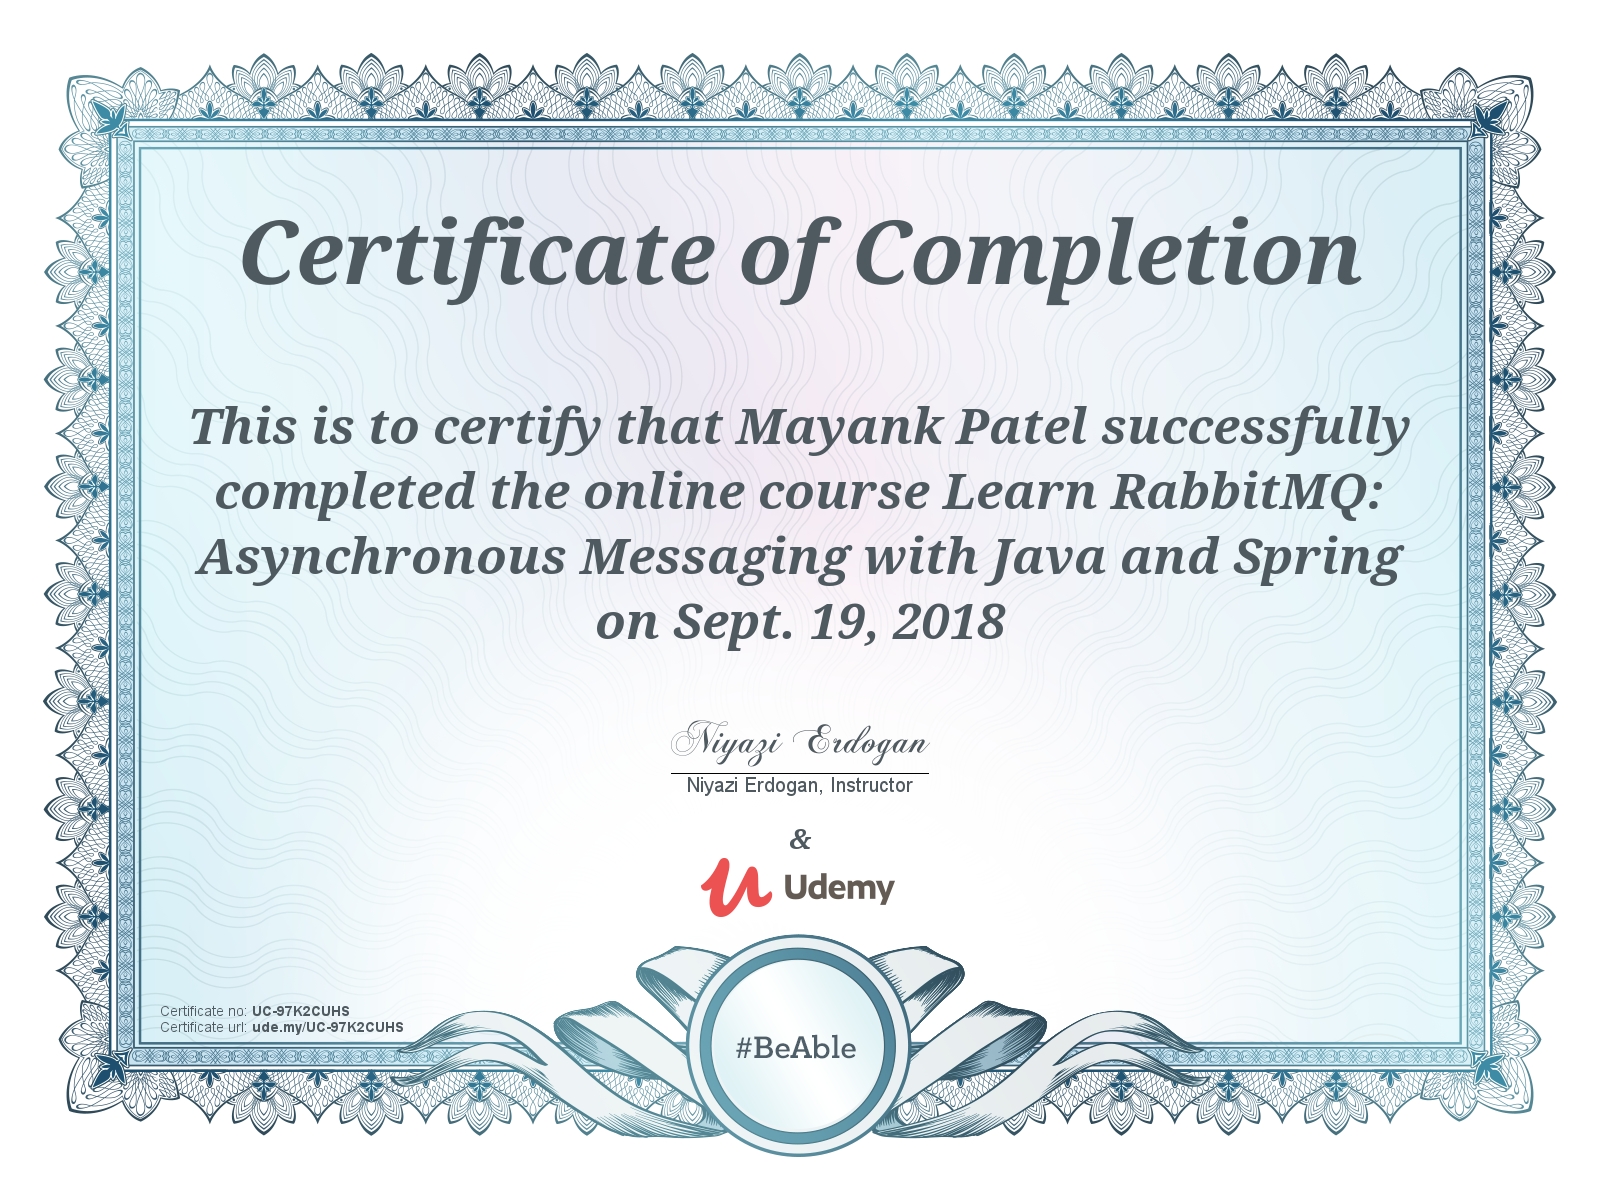 Certificate of Completion
This is to certify that Mayank Patel successfully
completed the online course Learn RabbitMQ:
Asynchronous Messaging with Java and Spring
on Sept. 19, 2018
Niyazi Erdogan
Niyazi Erdogan, Instructor
&
Udemy
Certificate no: UC-97K2CUHS
Certificate url: ude.my/UC-97K2CUHS
#BeAble